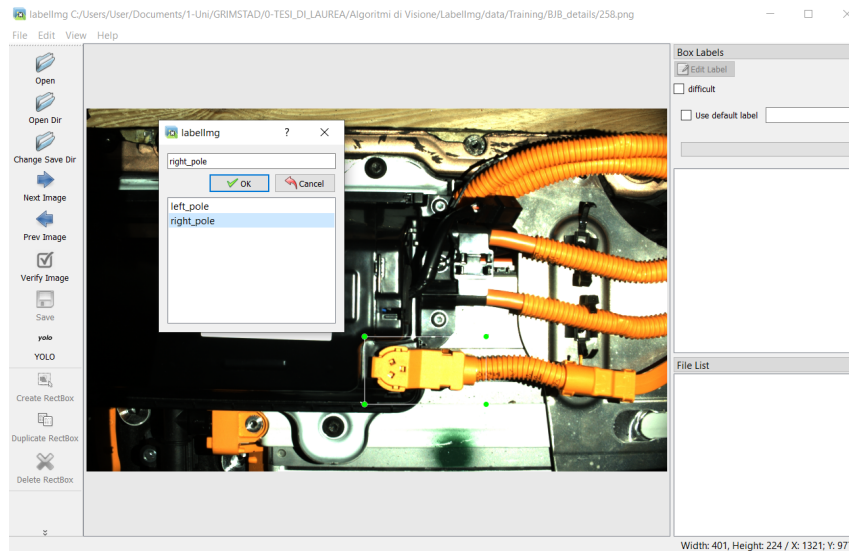 labelImg C:/Users/User/Documents/1-Uni/GRIMSTAD/0-TESI_DI_LAUREA/Algoritmi di Visione/LabelImg/data/Training/BJB_details/258.png
File Edit View Help
Open
Open Dir
Change Save Dir
Next Image
Prev Image
Verify Image
Save
yolo
YOLO
Create RectBox
Duplicate RectBox
Delete RectBox
labelImg
right_pole
OK Cancel
left_pole
right_pole
Box Labels
Edit Label
difficult
Use default label
File List
Width: 401, Height: 224 / X: 1321; Y: 977